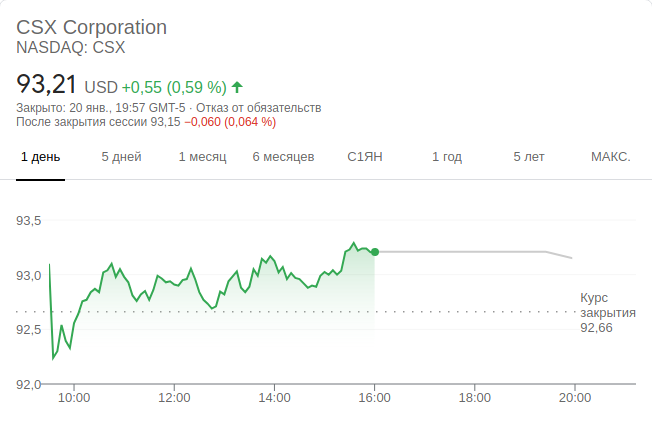 CSX Corporation
NASDAQ: CSX
93,21 USD +0,55 (0,59 %)
Закрыто: 20 янв., 19:57 GMT-5 · Отказ от обязательств
После закрытия сессии 93,15 −0,060 (0,064 %)
1 день 5 дней 1 месяц 6 месяцев С1ЯН 1 год 5 лет МАКС.
93,5
93,0
Курс
закрытия
92,66
92,5
92,0
10:00 12:00 14:00 16:00 18:00 20:00